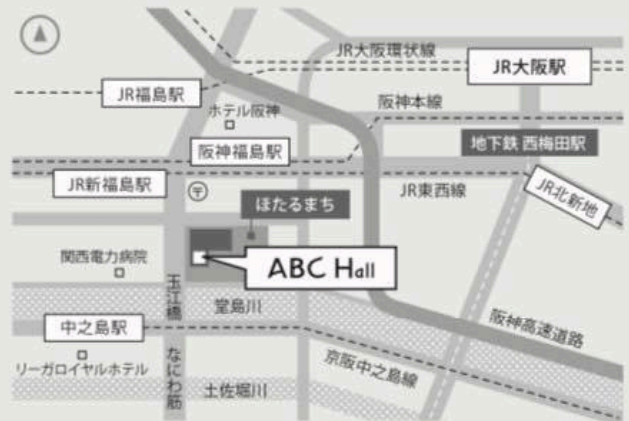 JR大阪環状線
JR大阪駅
JR福島駅
阪神本線
ホテル阪神
地下鉄 西梅田駅
阪神福島駅
JR新福島駅
〒
JR東西線
JR北新地
ほたるまち
関西電力病院
ABC Hall
玉江橋
堂島川
中之島駅
阪神高速道路
リーガロイヤルホテル
なにわ筋
京阪中之島線
土佐堀川